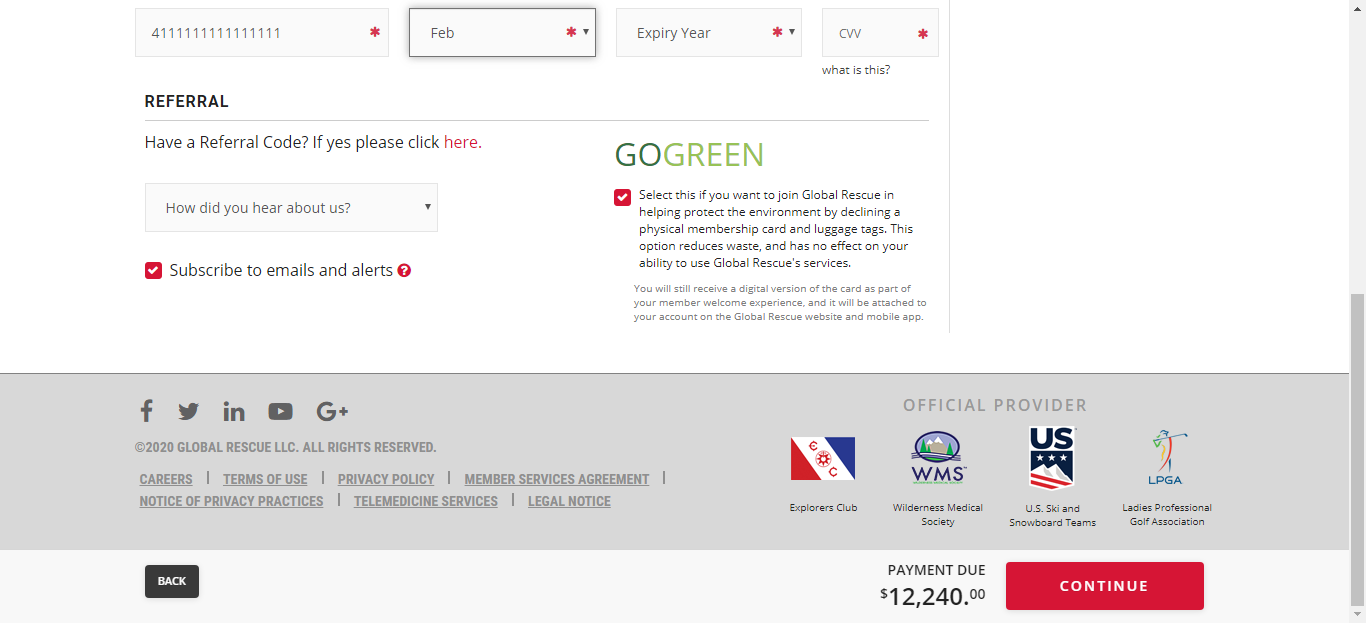 4111111111111111 *
Feb *
Expiry Year *
CVV *
what is this?
REFERRAL
Have a Referral Code? If yes please click here.
How did you hear about us?
Subscribe to emails and alerts ?
GOGREEN
Select this if you want to join Global Rescue in
helping protect the environment by declining a
physical membership card and luggage tags. This
option reduces waste, and has no effect on your
ability to use Global Rescue's services.
You will still receive a digital version of the card as part of
your member welcome experience, and it will be attached to
your account on the Global Rescue website and mobile app.
©2020 GLOBAL RESCUE LLC. ALL RIGHTS RESERVED.
CAREERS | TERMS OF USE | PRIVACY POLICY | MEMBER SERVICES AGREEMENT |
NOTICE OF PRIVACY PRACTICES | TELEMEDICINE SERVICES | LEGAL NOTICE
OFFICIAL PROVIDER
WMS™
US
LPGA
Explorers Club
Wilderness Medical
Society
U.S. Ski and
Snowboard Teams
Ladies Professional
Golf Association
BACK
PAYMENT DUE
$12,240.00
CONTINUE